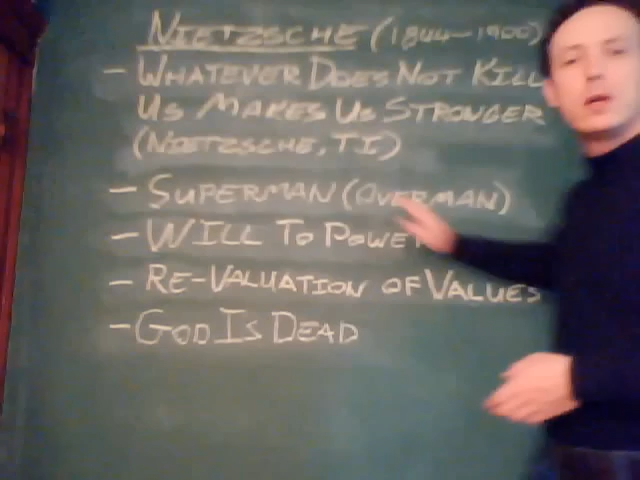 NIETZSCHE (1844-1900)
- WHATEVER DOES NOT KILL
US MAKES US STRONGER
(NIETZSCHE, TI)
- SUPERMAN (OVERMAN)
- WILL TO POWER
- RE-VALUATION OF VALUES
- GOD IS DEAD